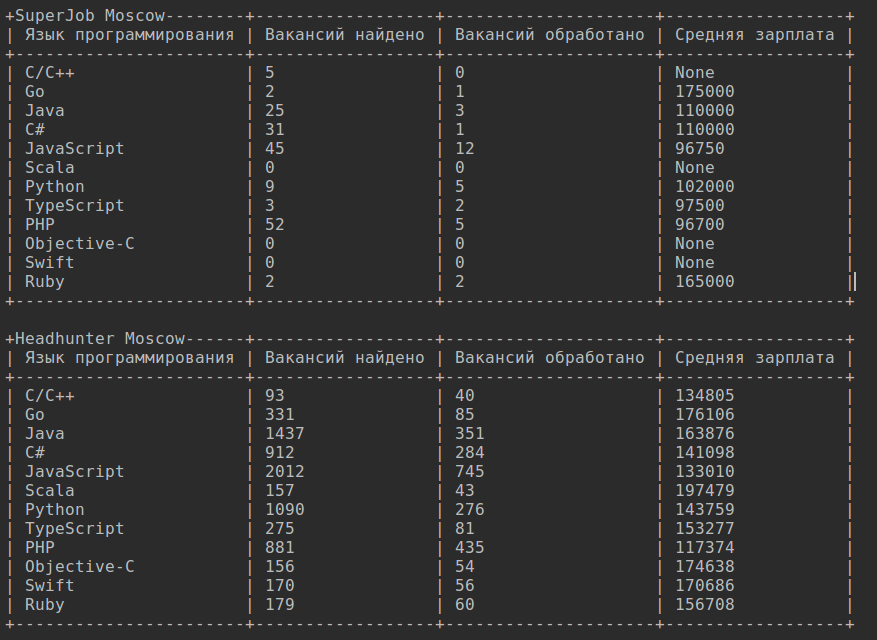 +SuperJob Moscow--------+------------------+---------------------+------------------+
| Язык программирования | Вакансий найдено | Вакансий обработано | Средняя зарплата |
+-----------------------+------------------+---------------------+------------------+
| C/C++                 | 5                | 0                   | None             |
| Go                    | 2                | 1                   | 175000           |
| Java                  | 25               | 3                   | 110000           |
| C#                    | 31               | 1                   | 110000           |
| JavaScript            | 45               | 12                  | 96750            |
| Scala                 | 0                | 0                   | None             |
| Python                | 9                | 5                   | 102000           |
| TypeScript            | 3                | 2                   | 97500            |
| PHP                   | 52               | 5                   | 96700            |
| Objective-C           | 0                | 0                   | None             |
| Swift                 | 0                | 0                   | None             |
| Ruby                  | 2                | 2                   | 165000           |
+-----------------------+------------------+---------------------+------------------+

+Headhunter Moscow------+------------------+---------------------+------------------+
| Язык программирования | Вакансий найдено | Вакансий обработано | Средняя зарплата |
+-----------------------+------------------+---------------------+------------------+
| C/C++                 | 93               | 40                  | 134805           |
| Go                    | 331              | 85                  | 176106           |
| Java                  | 1437             | 351                 | 163876           |
| C#                    | 912              | 284                 | 141098           |
| JavaScript            | 2012             | 745                 | 133010           |
| Scala                 | 157              | 43                  | 197479           |
| Python                | 1090             | 276                 | 143759           |
| TypeScript            | 275              | 81                  | 153277           |
| PHP                   | 881              | 435                 | 117374           |
| Objective-C           | 156              | 54                  | 174638           |
| Swift                 | 170              | 56                  | 170686           |
| Ruby                  | 179              | 60                  | 156708           |
+-----------------------+------------------+---------------------+------------------+